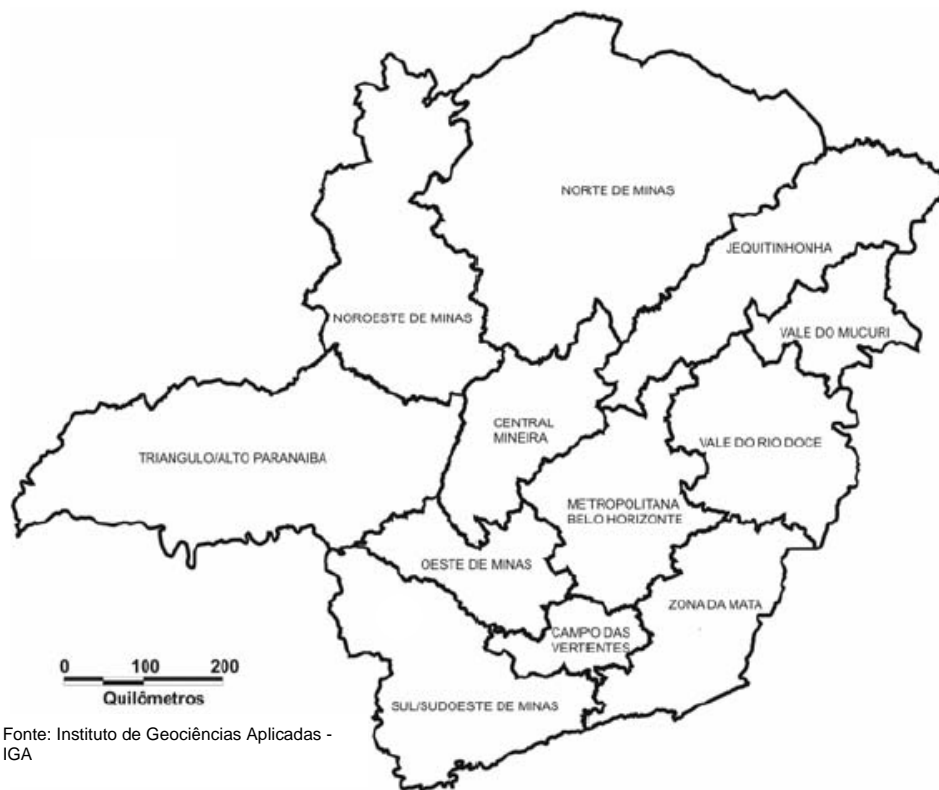 NORTE DE MINAS
JEQUITINHONHA
NOROESTE DE MINAS
VALE DO MUCURI
CENTRAL
MINEIRA
VALE DO RIO DOCE
TRIANGULO/ALTO PARANAIBA
METROPOLITANA
BELO HORIZONTE
OESTE DE MINAS
ZONA DA MATA
CAMPO DAS
VERTENTES
SUL/SUDOESTE DE MINAS
0 100 200
Quilômetros
Fonte: Instituto de Geociências Aplicadas -
IGA